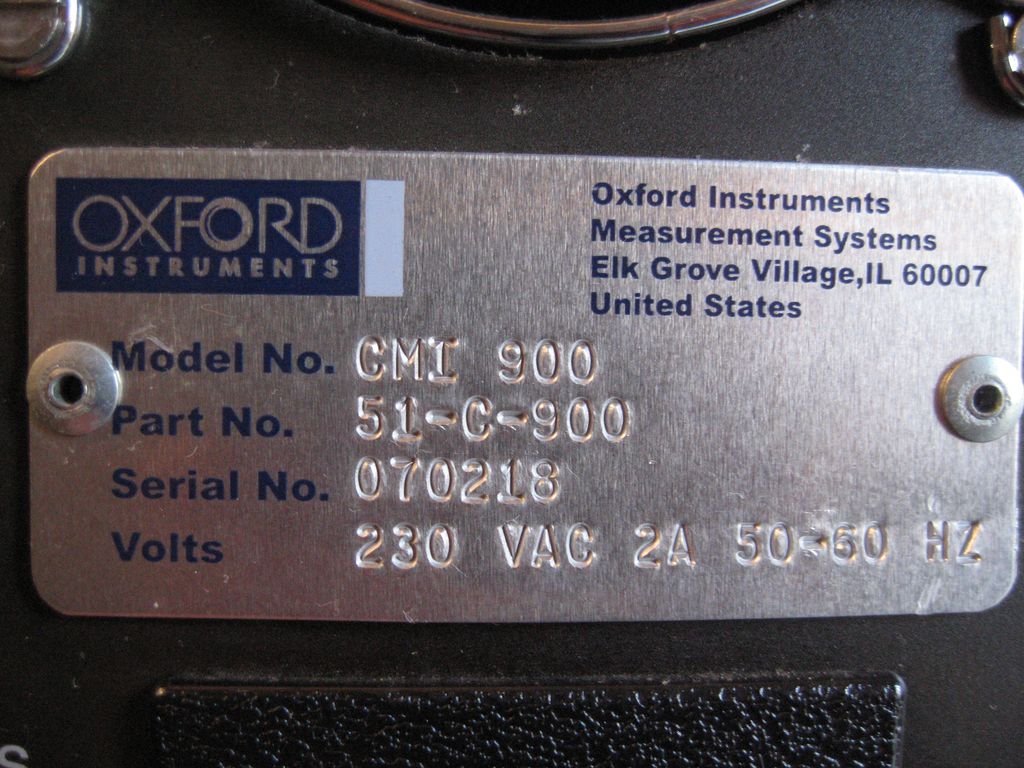 OXFORD
INSTRUMENTS
Oxford Instruments
Measurement Systems
Elk Grove Village,IL 60007
United States
Model No. CMI 900
Part No. 51-C-900
Serial No. 070218
Volts 230 VAC 2A 50-60 HZ
S